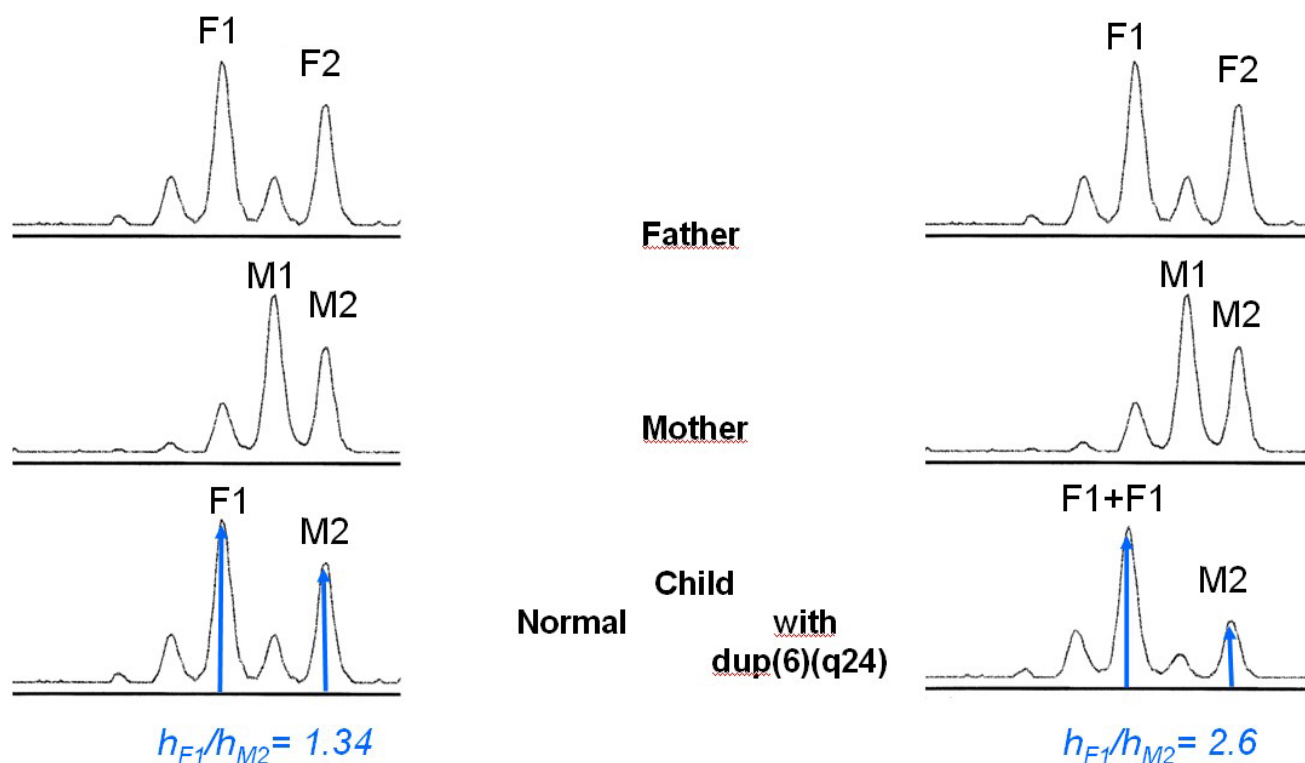 F1
F2
F1
F2
Father
M1
M2
M1
M2
Mother
F1
M2
F1+F1
M2
Child
Normal with
dup(6)(q24)
hF1/hM2= 1.34
hF1/hM2= 2.6